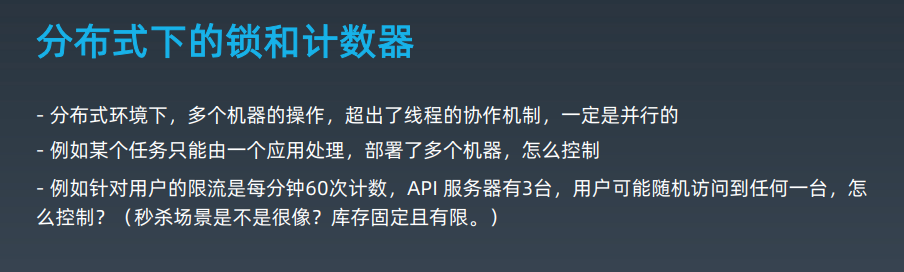 分布式下的锁和计数器
- 分布式环境下，多个机器的操作，超出了线程的协作机制，一定是并行的
- 例如某个任务只能由一个应用处理，部署了多个机器，怎么控制
- 例如针对用户的限流是每分钟60次计数，API 服务器有3台，用户可能随机访问到任何一台，怎
么控制？（秒杀场景是不是很像？库存固定且有限。）